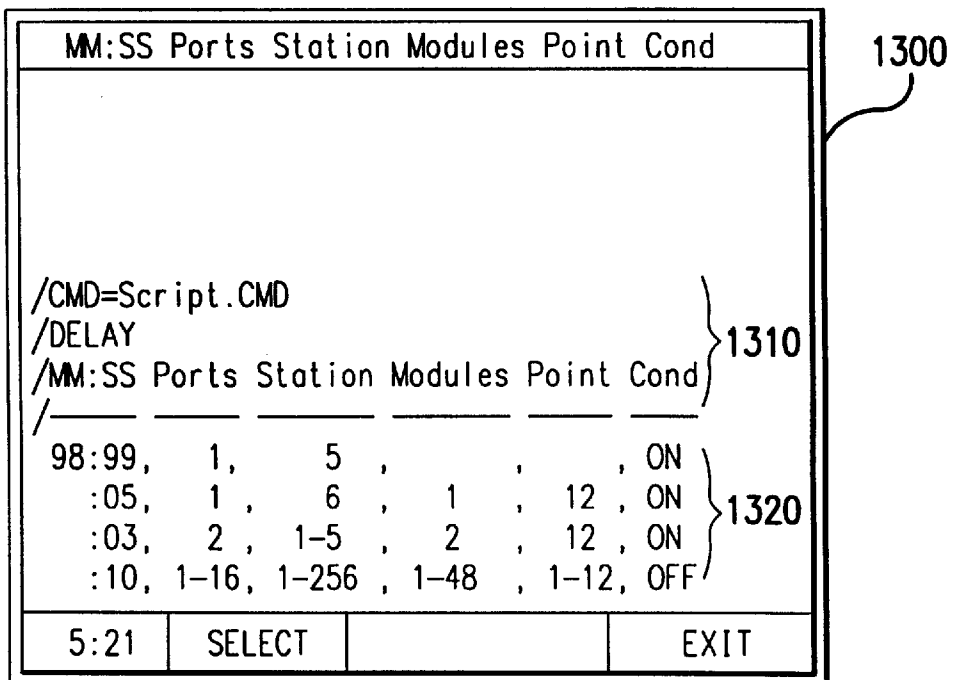 MM:SS Ports Station Modules Point Cond
1300
/CMD=Script.CMD
/DELAY
1310
/MM:SS Ports Station Modules Point Cond
/
98:99, 1, 5 , , , ON
:05, 1 , 6 , 1 , 12 , ON
1320
:03, 2 , 1-5 , 2 , 12 , ON
:10, 1-16, 1-256 , 1-48 , 1-12, OFF
5:21 SELECT EXIT